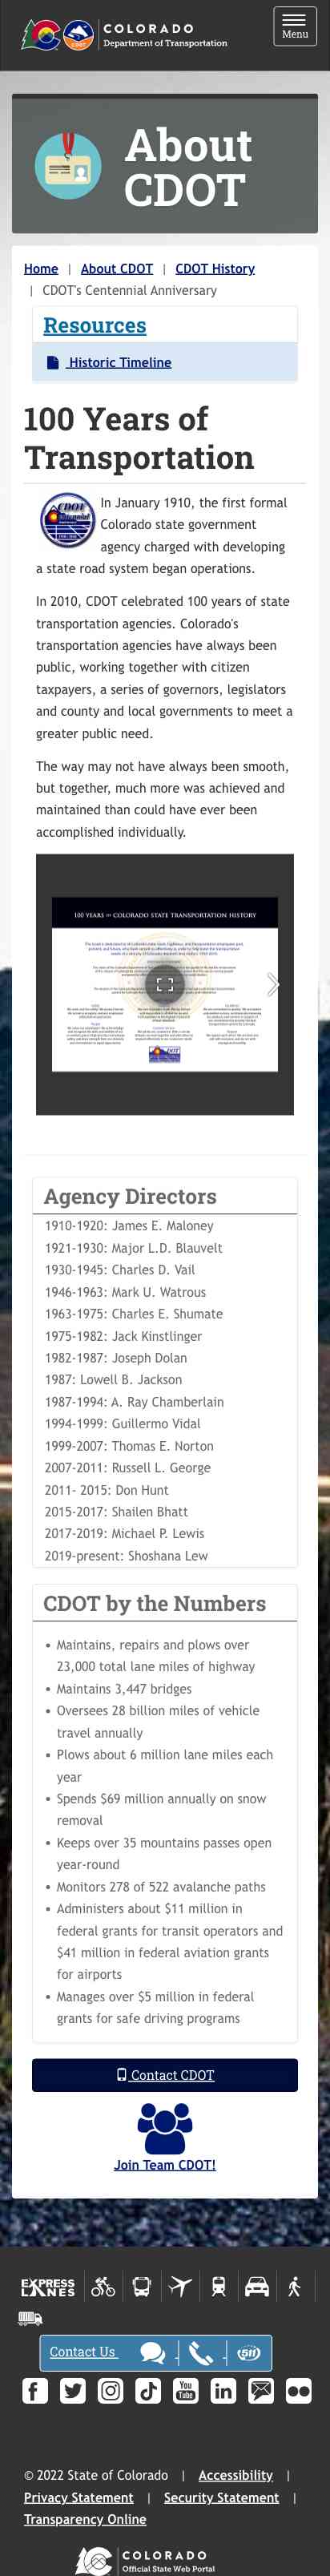 COLORADO
Department of Transportation
Menu
About
CDOT
Home | About CDOT | CDOT History
| CDOT's Centennial Anniversary
Resources
Historic Timeline
100 Years of
Transportation
In January 1910, the first formal
Colorado state government
agency charged with developing
a state road system began operations.
In 2010, CDOT celebrated 100 years of state
transportation agencies. Colorado's
transportation agencies have always been
public, working together with citizen
taxpayers, a series of governors, legislators
and county and local governments to meet a
greater public need.
The way may not have always been smooth,
but together, much more was achieved and
maintained than could have ever been
accomplished individually.
100 YEARS OF COLORADO STATE TRANSPORTATION HISTORY
Agency Directors
1910-1920: James E. Maloney
1921-1930: Major L.D. Blauvelt
1930-1945: Charles D. Vail
1946-1963: Mark U. Watrous
1963-1975: Charles E. Shumate
1975-1982: Jack Kinstlinger
1982-1987: Joseph Dolan
1987: Lowell B. Jackson
1987-1994: A. Ray Chamberlain
1994-1999: Guillermo Vidal
1999-2007: Thomas E. Norton
2007-2011: Russell L. George
2011- 2015: Don Hunt
2015-2017: Shailen Bhatt
2017-2019: Michael P. Lewis
2019-present: Shoshana Lew
CDOT by the Numbers
• Maintains, repairs and plows over
23,000 total lane miles of highway
• Maintains 3,447 bridges
• Oversees 28 billion miles of vehicle
travel annually
• Plows about 6 million lane miles each
year
• Spends $69 million annually on snow
removal
• Keeps over 35 mountains passes open
year-round
• Monitors 278 of 522 avalanche paths
• Administers about $11 million in
federal grants for transit operators and
$41 million in federal aviation grants
for airports
• Manages over $5 million in federal
grants for safe driving programs
Contact CDOT
Join Team CDOT!
EXPRESS
LANES
Contact Us
511
You
Tube
in
© 2022 State of Colorado | Accessibility |
Privacy Statement | Security Statement |
Transparency Online
COLORADO
Official State Web Portal